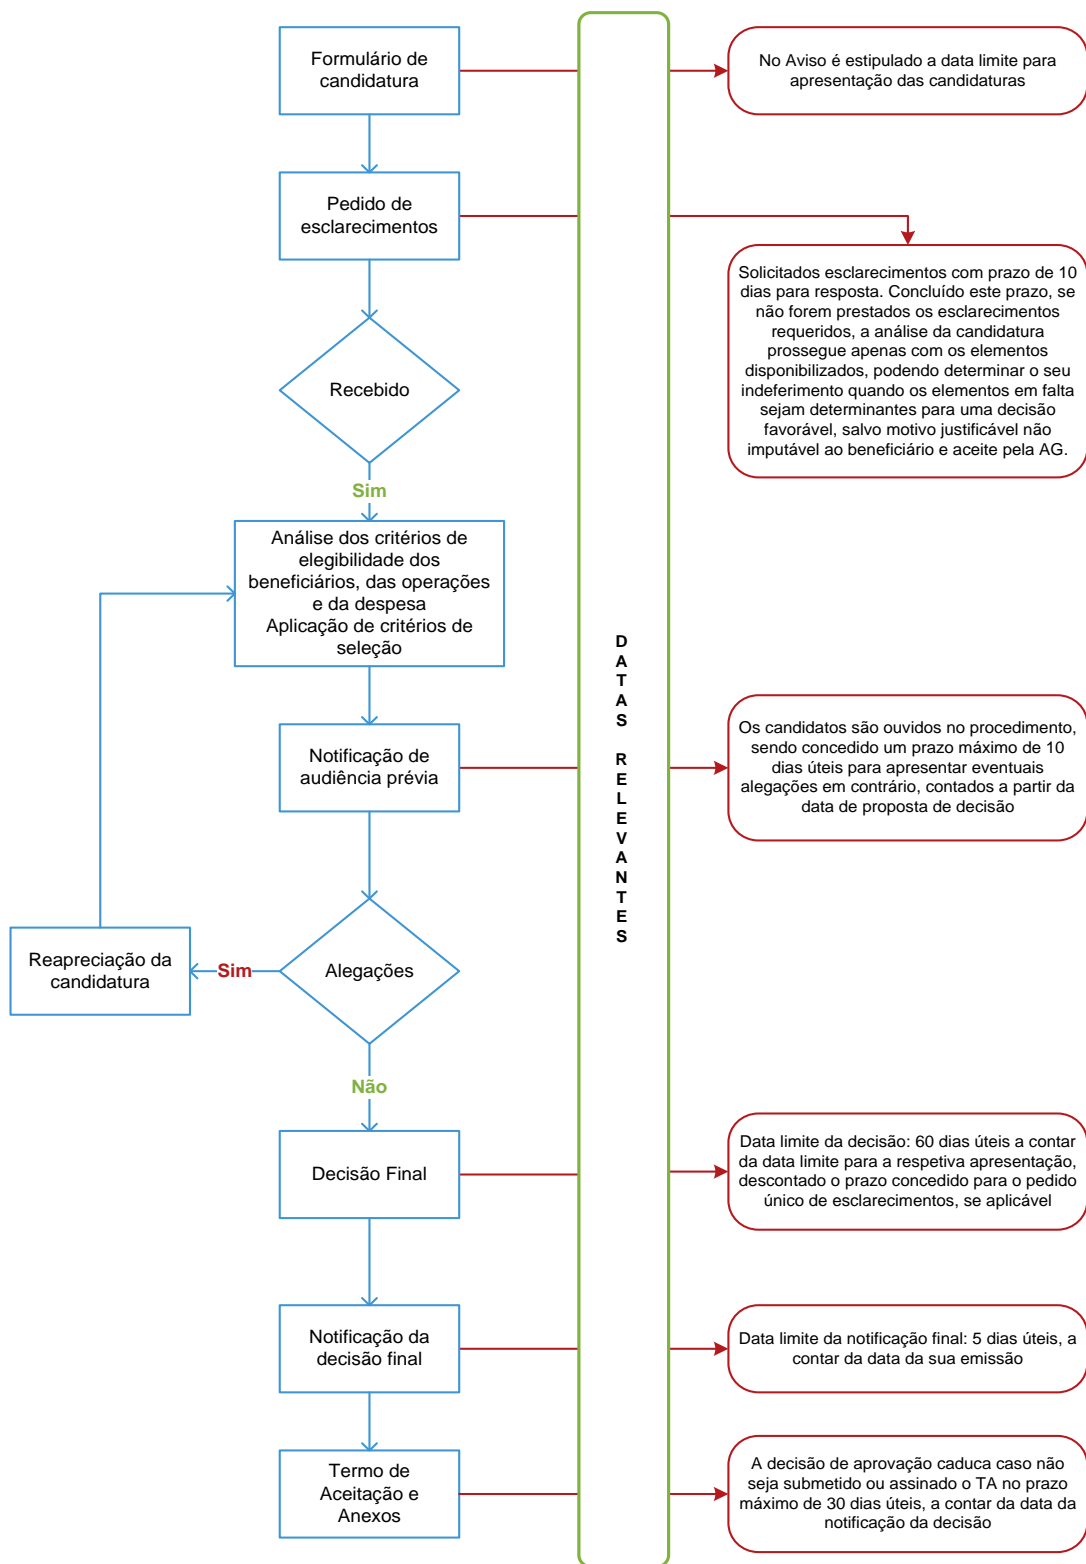 Formulário de
candidatura
No Aviso é estipulado a data limite para
apresentação das candidaturas
Pedido de
esclarecimentos
Solicitados esclarecimentos com prazo de 10
dias para resposta. Concluído este prazo, se
não forem prestados os esclarecimentos
requeridos, a análise da candidatura
prossegue apenas com os elementos
disponibilizados, podendo determinar o seu
indeferimento quando os elementos em falta
sejam determinantes para uma decisão
favorável, salvo motivo justificável não
imputável ao beneficiário e aceite pela AG.
Recebido
Sim
Análise dos critérios de
elegibilidade dos
beneficiários, das operações
e da despesa
Aplicação de critérios de
seleção
D
A
T
A
S
R
E
L
E
V
A
N
T
E
S
Notificação de
audiência prévia
Os candidatos são ouvidos no procedimento,
sendo concedido um prazo máximo de 10
dias úteis para apresentar eventuais
alegações em contrário, contados a partir da
data de proposta de decisão
Reapreciação da
candidatura
Sim
Alegações
Não
Decisão Final
Data limite da decisão: 60 dias úteis a contar
da data limite para a respetiva apresentação,
descontado o prazo concedido para o pedido
único de esclarecimentos, se aplicável
Notificação da
decisão final
Data limite da notificação final: 5 dias úteis, a
contar da data da sua emissão
Termo de
Aceitação e
Anexos
A decisão de aprovação caduca caso não
seja submetido ou assinado o TA no prazo
máximo de 30 dias úteis, a contar da data da
notificação da decisão